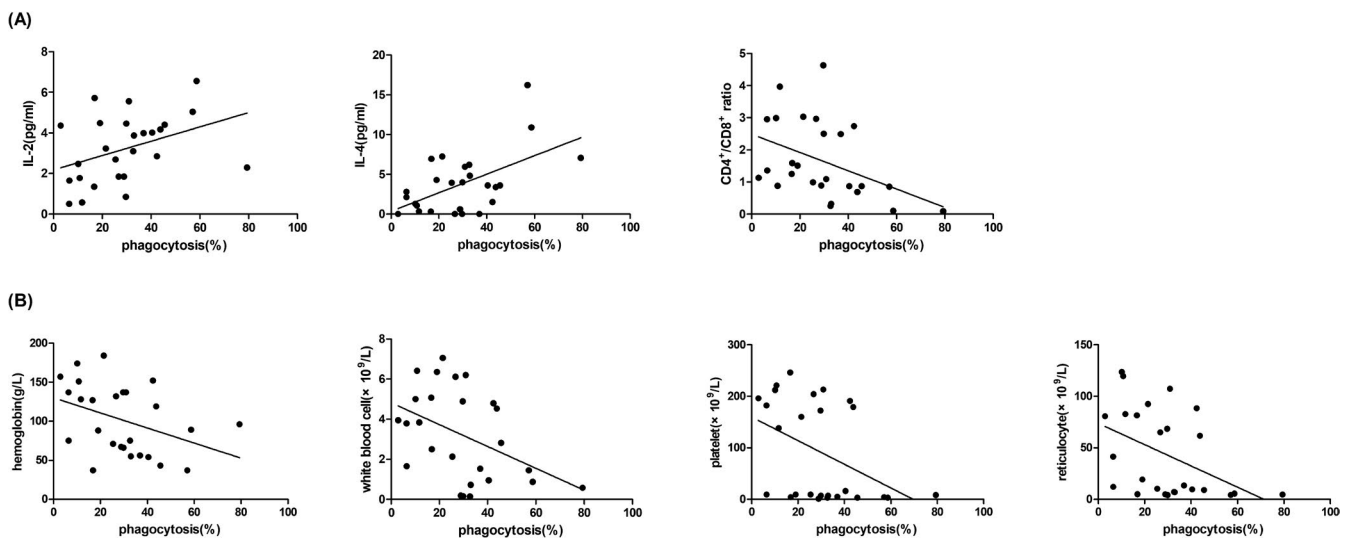 (A)
IL-2(pg/ml)
8
6
4
2
0
0 20 40 60 80 100
phagocytosis(%)
IL-4(pg/ml)
20
15
10
5
0
0 20 40 60 80 100
phagocytosis(%)
CD4⁺/CD8⁺ ratio
5
4
3
2
1
0
0 20 40 60 80 100
phagocytosis(%)
(B)
hemoglobin(g/L)
200
150
100
50
0
0 20 40 60 80 100
phagocytosis(%)
white blood cell(× 10⁹/L)
8
6
4
2
0
0 20 40 60 80 100
phagocytosis(%)
platelet(× 10⁹/L)
300
200
100
0
0 20 40 60 80 100
phagocytosis(%)
reticulocyte(× 10⁹/L)
150
100
50
0
0 20 40 60 80 100
phagocytosis(%)